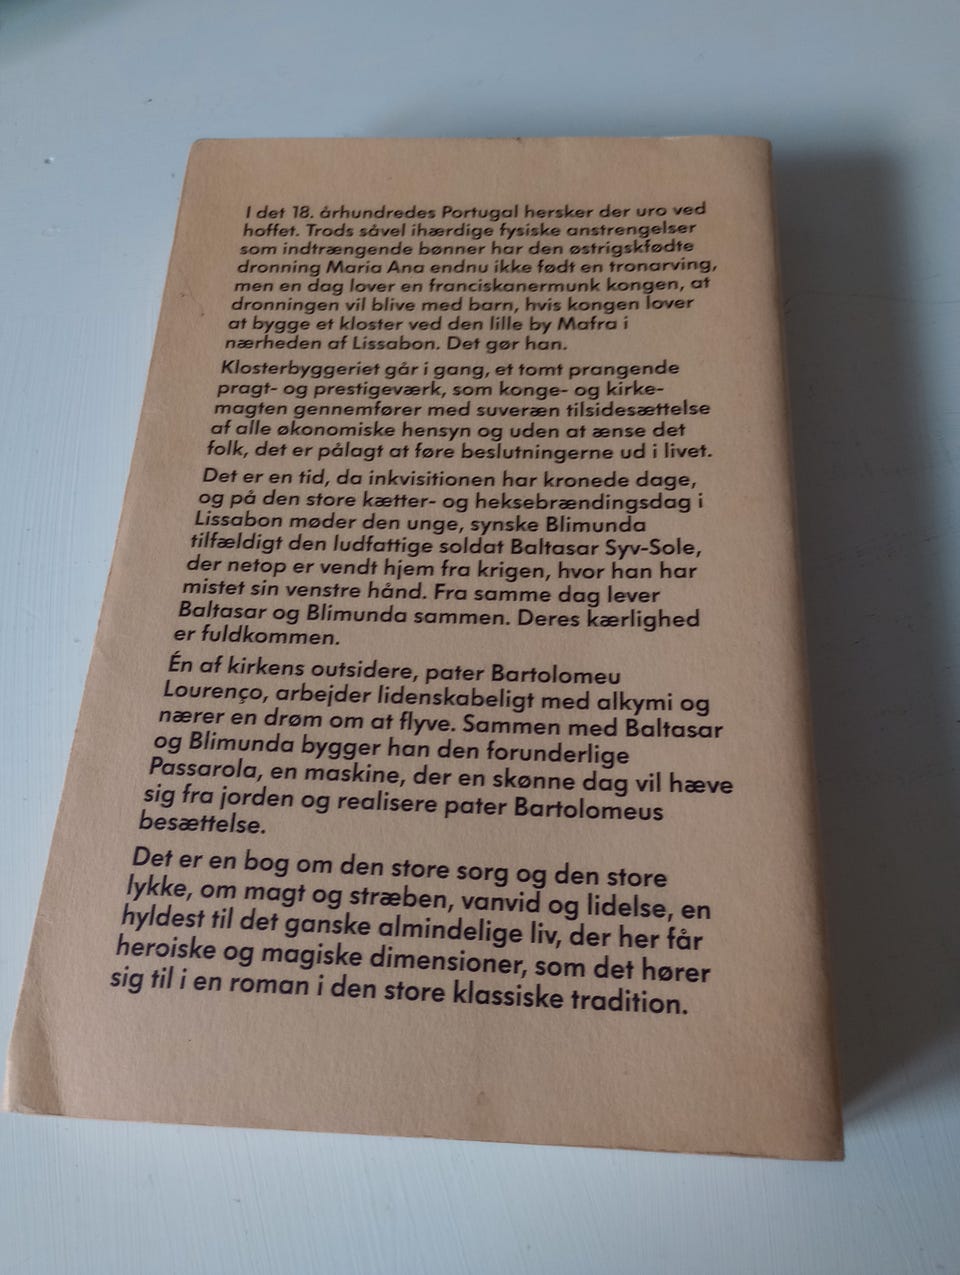 I det 18. århundredes Portugal hersker der uro ved
hoffet. Trods såvel ihærdige fysiske anstrengelser
som indtrængende bønner har den østrigskfødte
dronning Maria Ana endnu ikke født en tronarving,
men en dag lover en franciskanermunk kongen, at
dronningen vil blive med barn, hvis kongen lover
at bygge et kloster ved den lille by Mafra i
nærheden af Lissabon. Det gør han.
Klosterbyggeriet går i gang, et tomt prangende
pragt- og prestigeværk, som konge- og kirke-
magten gennemfører med suveræn tilsidesættelse
af alle økonomiske hensyn og uden at ænse det
folk, det er pålagt at føre beslutningerne ud i livet.
Det er en tid, da inkvisitionen har kronede dage,
og på den store kætter- og heksebrændingsdag i
Lissabon møder den unge, synske Blimunda
tilfældigt den ludfattige soldat Baltasar Syv-Sole,
der netop er vendt hjem fra krigen, hvor han har
mistet sin venstre hånd. Fra samme dag lever
Baltasar og Blimunda sammen. Deres kærlighed
er fuldkommen.
Én af kirkens outsidere, pater Bartolomeu
Lourenço, arbejder lidenskabeligt med alkymi og
nærer en drøm om at flyve. Sammen med Baltasar
og Blimunda bygger han den forunderlige
Passarola, en maskine, der en skønne dag vil hæve
sig fra jorden og realisere pater Bartolomeus
besættelse.
Det er en bog om den store sorg og den store
lykke, om magt og stræben, vanvid og lidelse, en
hyldest til det ganske almindelige liv, der her får
heroiske og magiske dimensioner, som det hører
sig til i en roman i den store klassiske tradition.